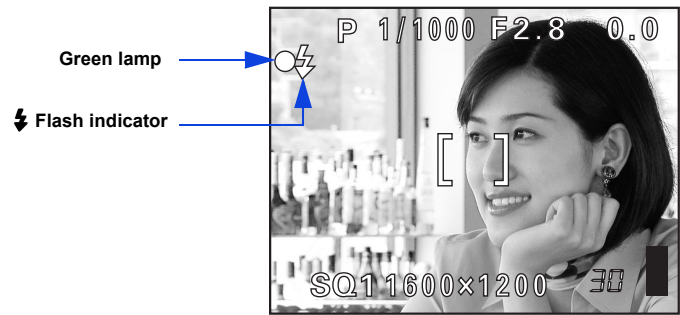 P 1/1000 F2.8 0.0
Green lamp
Flash indicator
SQ1 1600×1200 30